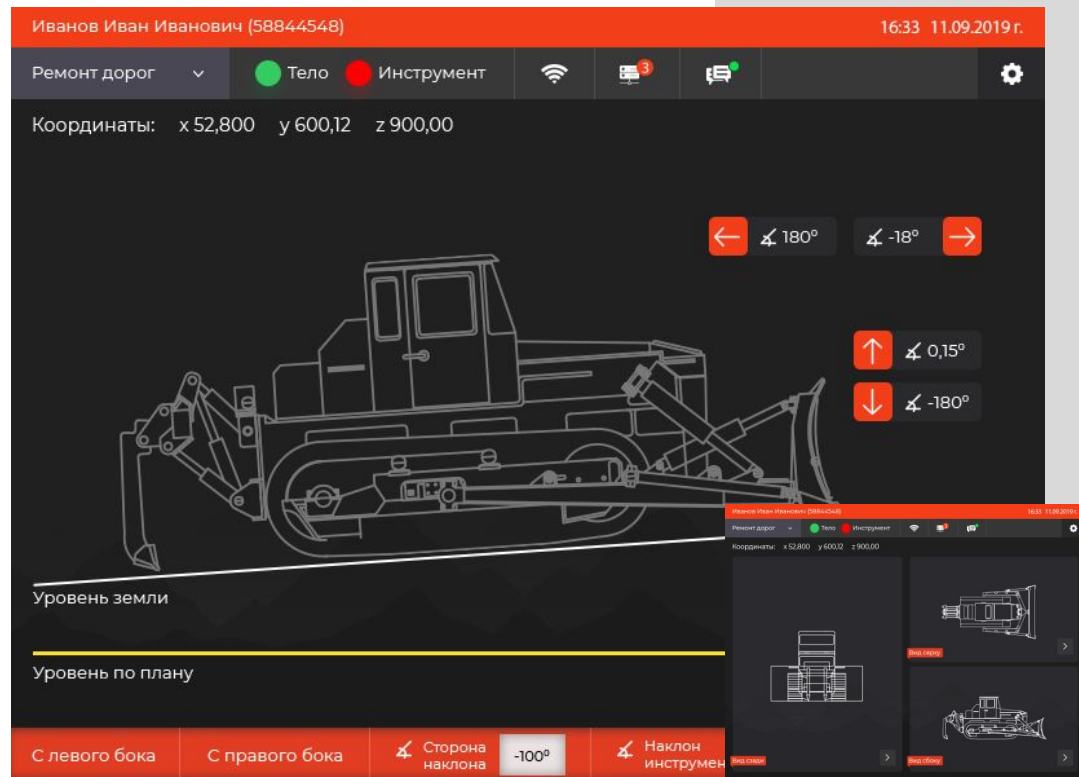 Иванов Иван Иванович (58844548) 16:33 11.09.2019 г.
Ремонт дорог Тело Инструмент 3
Координаты: x 52,800 y 600,12 z 900,00
180° -18°
0,15°
-180°
Уровень земли
Уровень по плану
С левого бока С правого бока Сторона наклона -100° Наклон инструмен
Иванов Иван Иванович (58844548) 16:33 11.09.2019 г.
Ремонт дорог Тело Инструмент
Координаты: x 52,800 y 600,12 z 900,00
Вид серху
Вид сзади
Вид сбоку